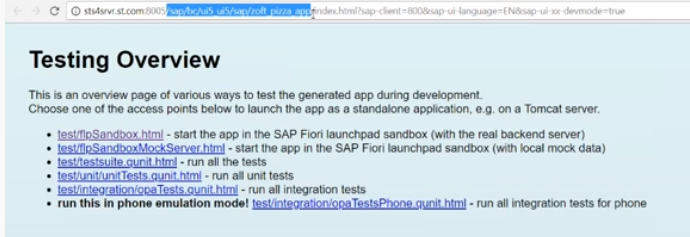 sts4srvr.st.com:8005/sap/bc/ui5_ui5/sap/zoft_pizza_app/index.html?sap-client=800&sap-ui-language=EN&sap-ui-xx-devmode=true
Testing Overview
This is an overview page of various ways to test the generated app during development.
Choose one of the access points below to launch the app as a standalone application, e.g. on a Tomcat server.
• test/flpSandbox.html - start the app in the SAP Fiori launchpad sandbox (with the real backend server)
• test/flpSandboxMockServer.html - start the app in the SAP Fiori launchpad sandbox (with local mock data)
• test/testsuite.qunit.html - run all the tests
• test/unit/unitTests.qunit.html - run all unit tests
• test/integration/opaTests.qunit.html - run all integration tests
• run this in phone emulation mode! test/integration/opaTestsPhone.qunit.html - run all integration tests for phone